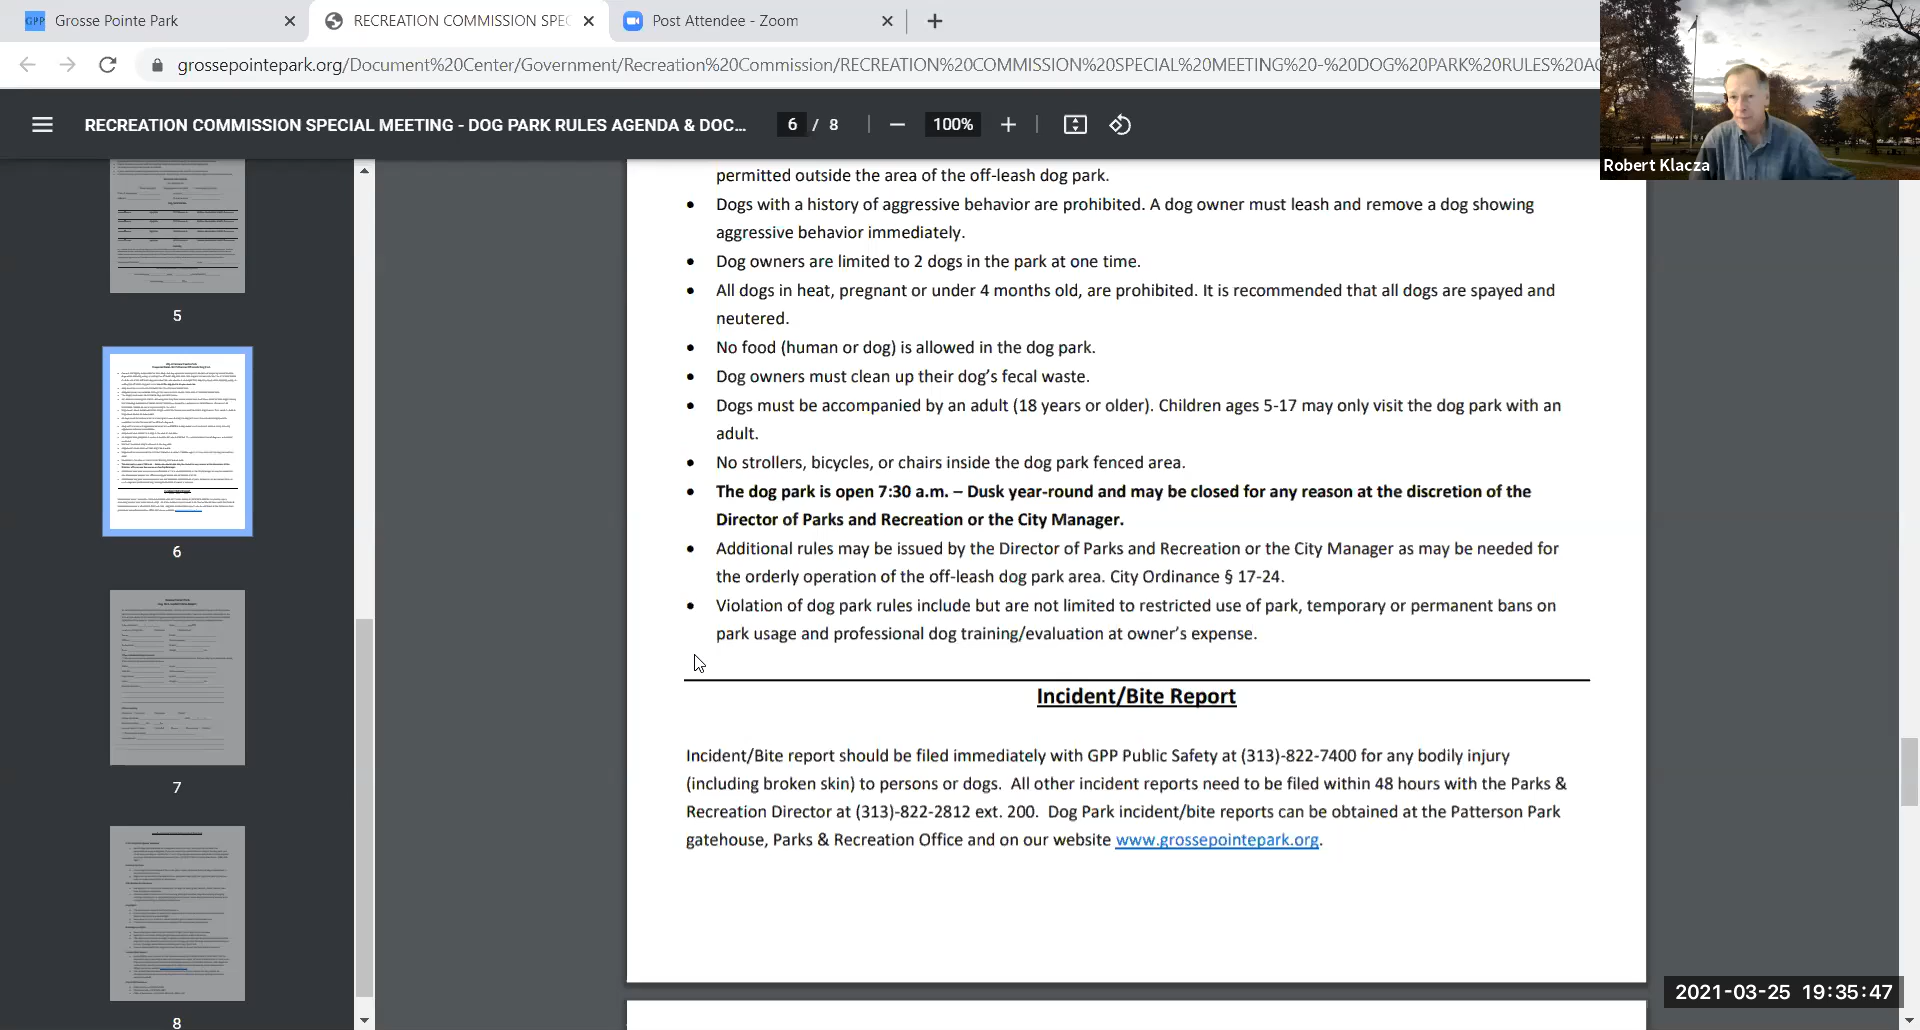 Grosse Pointe Park
RECREATION COMMISSION SPEC
Post Attendee - Zoom
grossepointepark.org/Document%20Center/Government/Recreation%20Commission/RECREATION%20COMMISSION%20SPECIAL%20MEETING%20-%20DOG%20PARK%20RULES%20AG
RECREATION COMMISSION SPECIAL MEETING - DOG PARK RULES AGENDA & DOC...
6 / 8
100%
Robert Klacza
5
6
7
8
permitted outside the area of the off-leash dog park.
• Dogs with a history of aggressive behavior are prohibited. A dog owner must leash and remove a dog showing
aggressive behavior immediately.
• Dog owners are limited to 2 dogs in the park at one time.
• All dogs in heat, pregnant or under 4 months old, are prohibited. It is recommended that all dogs are spayed and
neutered.
• No food (human or dog) is allowed in the dog park.
• Dog owners must clean up their dog's fecal waste.
• Dogs must be accompanied by an adult (18 years or older). Children ages 5-17 may only visit the dog park with an
adult.
• No strollers, bicycles, or chairs inside the dog park fenced area.
• The dog park is open 7:30 a.m. – Dusk year-round and may be closed for any reason at the discretion of the
Director of Parks and Recreation or the City Manager.
• Additional rules may be issued by the Director of Parks and Recreation or the City Manager as may be needed for
the orderly operation of the off-leash dog park area. City Ordinance § 17-24.
• Violation of dog park rules include but are not limited to restricted use of park, temporary or permanent bans on
park usage and professional dog training/evaluation at owner's expense.
Incident/Bite Report
Incident/Bite report should be filed immediately with GPP Public Safety at (313)-822-7400 for any bodily injury
(including broken skin) to persons or dogs. All other incident reports need to be filed within 48 hours with the Parks &
Recreation Director at (313)-822-2812 ext. 200. Dog Park incident/bite reports can be obtained at the Patterson Park
gatehouse, Parks & Recreation Office and on our website www.grossepointepark.org.
2021-03-25 19:35:47